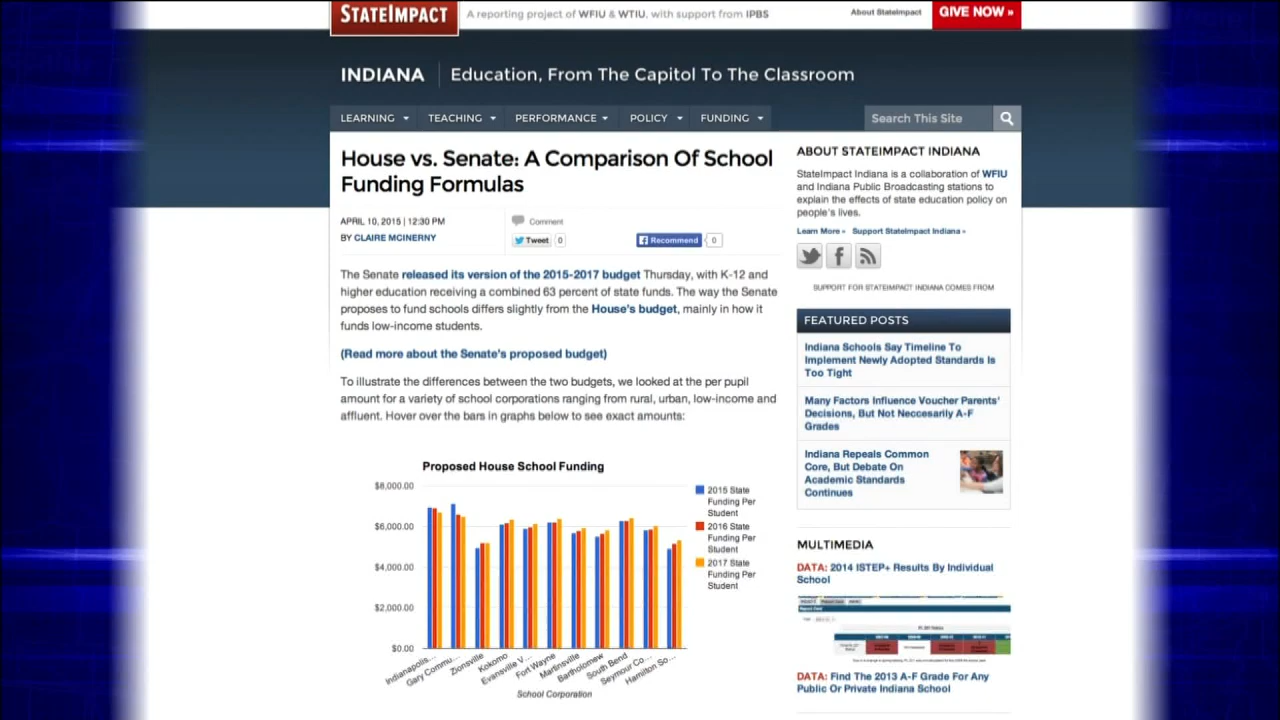 STATEIMPACT
A reporting project of WFIU & WTIU, with support from IPBS
About StateImpact
GIVE NOW »
INDIANA
Education, From The Capitol To The Classroom
LEARNING
TEACHING
PERFORMANCE
POLICY
FUNDING
Search This Site
House vs. Senate: A Comparison Of School
Funding Formulas
APRIL 10, 2015 | 12:30 PM
BY CLAIRE MCINERNY
Comment
Tweet 0
Recommend 0
The Senate released its version of the 2015-2017 budget Thursday, with K-12 and
higher education receiving a combined 63 percent of state funds. The way the Senate
proposes to fund schools differs slightly from the House's budget, mainly in how it
funds low-income students.
(Read more about the Senate's proposed budget)
To illustrate the differences between the two budgets, we looked at the per pupil
amount for a variety of school corporations ranging from rural, urban, low-income and
affluent. Hover over the bars in graphs below to see exact amounts:
Proposed House School Funding
$8,000.00
$6,000.00
$4,000.00
$2,000.00
$0.00
2015 State
Funding Per
Student
2016 State
Funding Per
Student
2017 State
Funding Per
Student
Indianapolis...
Gary Commu...
Zionsville
Kokomo
Evansville V...
Fort Wayne
Martinsville
Bartholomew
South Bend
Seymour Co...
Hamilton So...
School Corporation
ABOUT STATEIMPACT INDIANA
StateImpact Indiana is a collaboration of WFIU
and Indiana Public Broadcasting stations to
explain the effects of state education policy on
people's lives.
Learn More » Support StateImpact Indiana »
SUPPORT FOR STATEIMPACT INDIANA COMES FROM
FEATURED POSTS
Indiana Schools Say Timeline To
Implement Newly Adopted Standards Is
Too Tight
Many Factors Influence Voucher Parents'
Decisions, But Not Neccesarily A-F
Grades
Indiana Repeals Common
Core, But Debate On
Academic Standards
Continues
MULTIMEDIA
DATA: 2014 ISTEP+ Results By Individual
School
DATA: Find The 2013 A-F Grade For Any
Public Or Private Indiana School